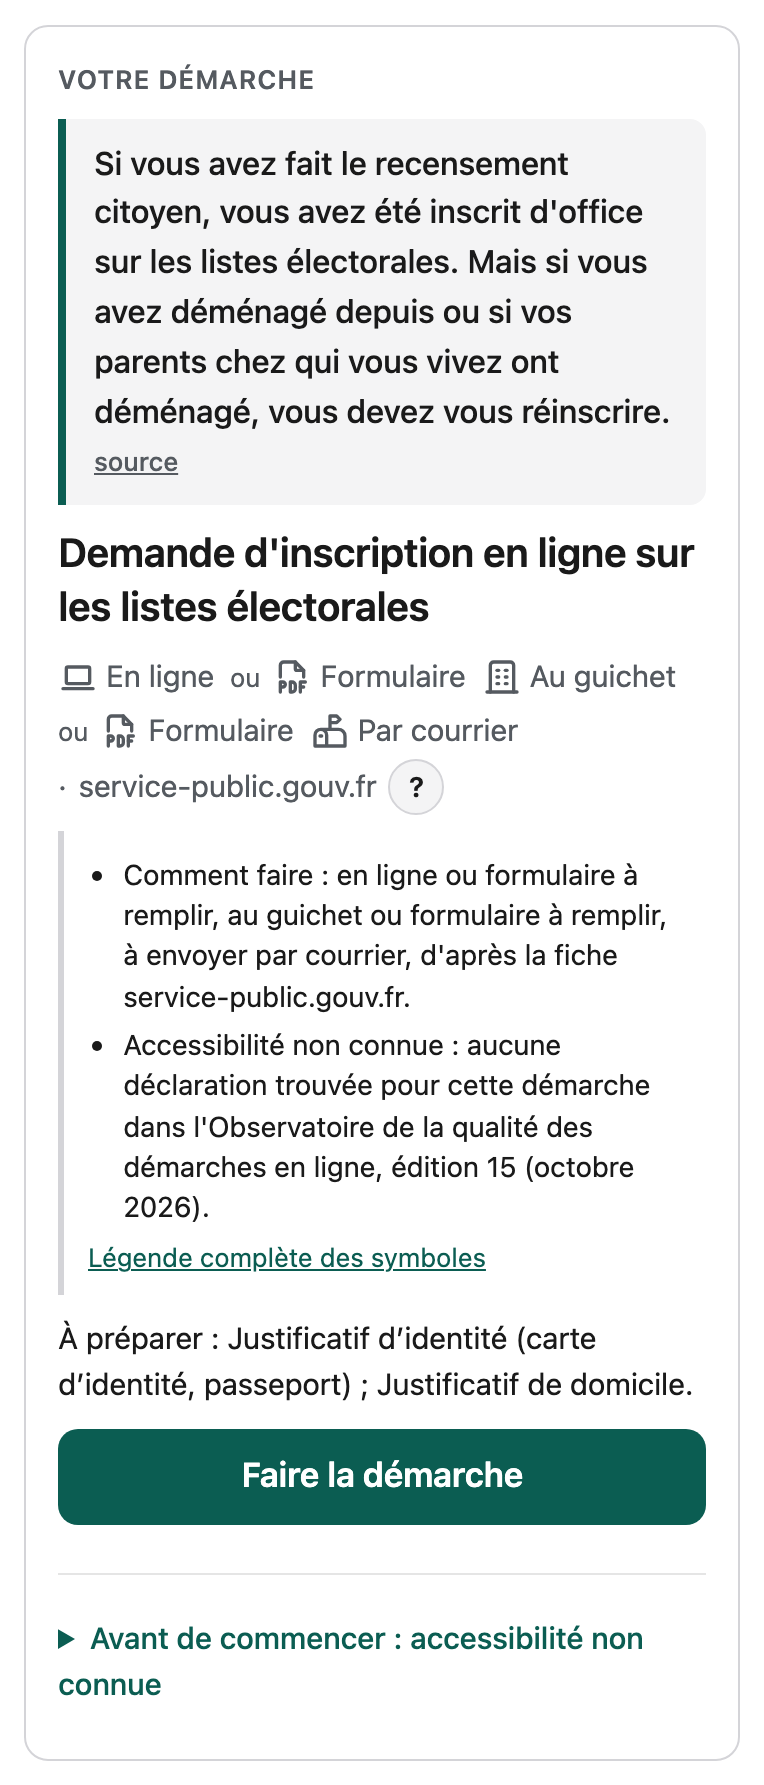 VOTRE DÉMARCHE
Si vous avez fait le recensement
citoyen, vous avez été inscrit d'office
sur les listes électorales. Mais si vous
avez déménagé depuis ou si vos
parents chez qui vous vivez ont
déménagé, vous devez vous réinscrire.
source
Demande d'inscription en ligne sur
les listes électorales
En ligne ou PDF Formulaire Au guichet
ou PDF Formulaire Par courrier
· service-public.gouv.fr ?
• Comment faire : en ligne ou formulaire à
remplir, au guichet ou formulaire à remplir,
à envoyer par courrier, d'après la fiche
service-public.gouv.fr.
• Accessibilité non connue : aucune
déclaration trouvée pour cette démarche
dans l'Observatoire de la qualité des
démarches en ligne, édition 15 (octobre
2026).
Légende complète des symboles
À préparer : Justificatif d’identité (carte
d’identité, passeport) ; Justificatif de domicile.
Faire la démarche
▶ Avant de commencer : accessibilité non
connue